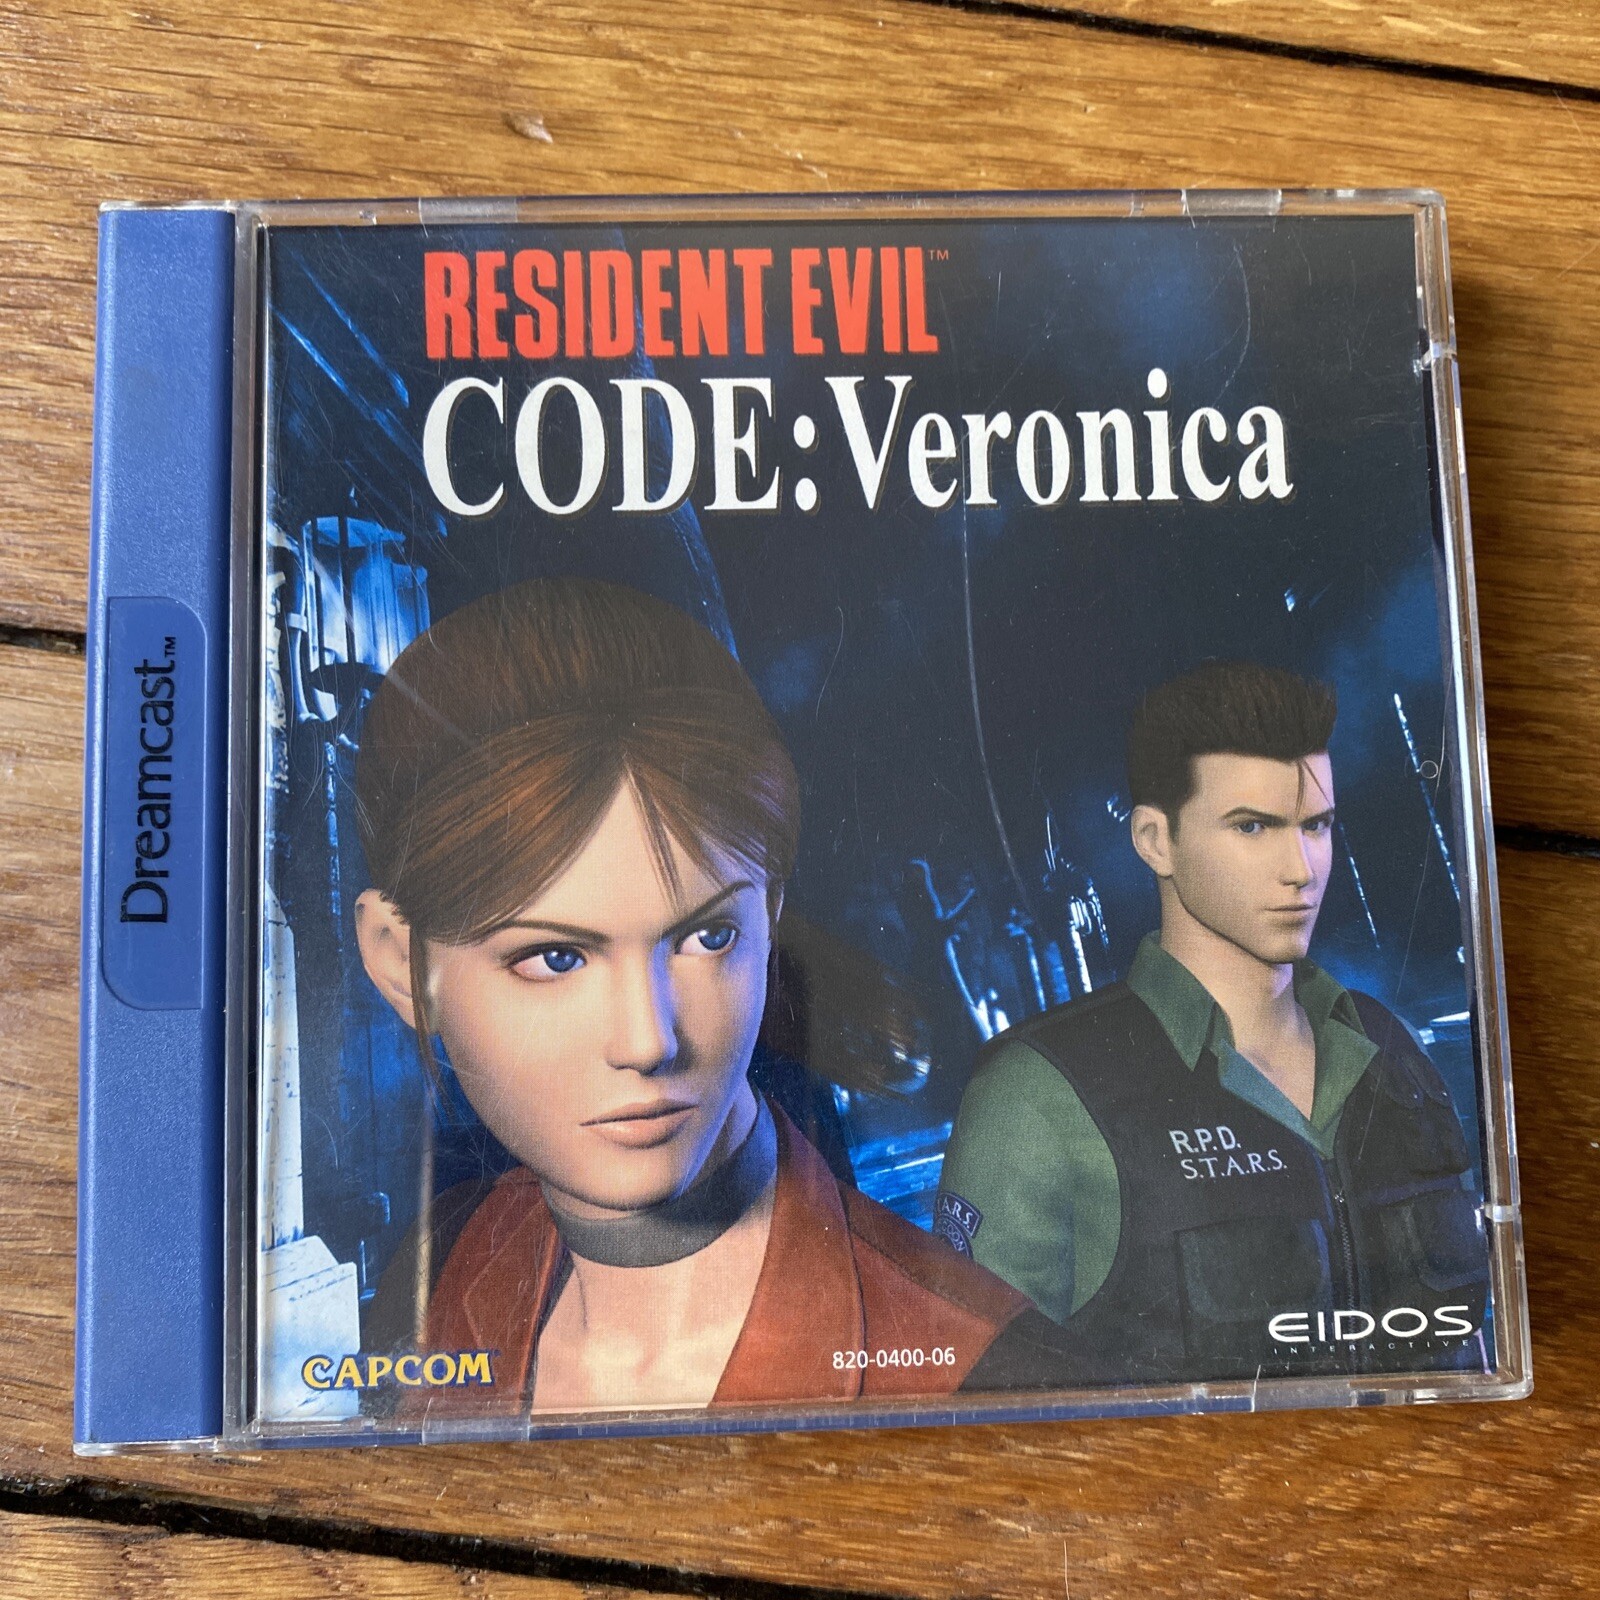 RESIDENT EVIL™
CODE:Veronica
Dreamcast™
R.P.D.
S.T.A.R.S.
.A.R.S.
CAPCOM
820-0400-06
EIDOS
INTERACTIVE